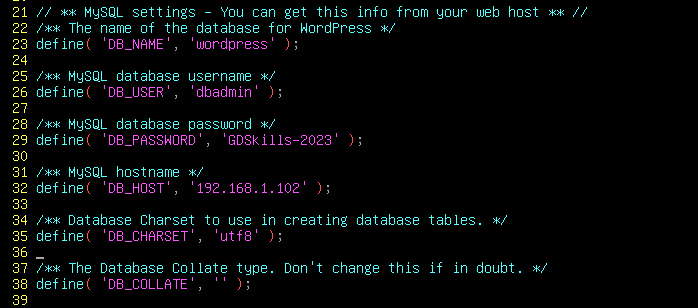 21 // ** MySQL settings - You can get this info from your web host ** //
22 /** The name of the database for WordPress */
23 define( 'DB_NAME', 'wordpress' );
24
25 /** MySQL database username */
26 define( 'DB_USER', 'dbadmin' );
27
28 /** MySQL database password */
29 define( 'DB_PASSWORD', 'GDSkills-2023' );
30
31 /** MySQL hostname */
32 define( 'DB_HOST', '192.168.1.102' );
33
34 /** Database Charset to use in creating database tables. */
35 define( 'DB_CHARSET', 'utf8' );
36
37 /** The Database Collate type. Don't change this if in doubt. */
38 define( 'DB_COLLATE', '' );
39